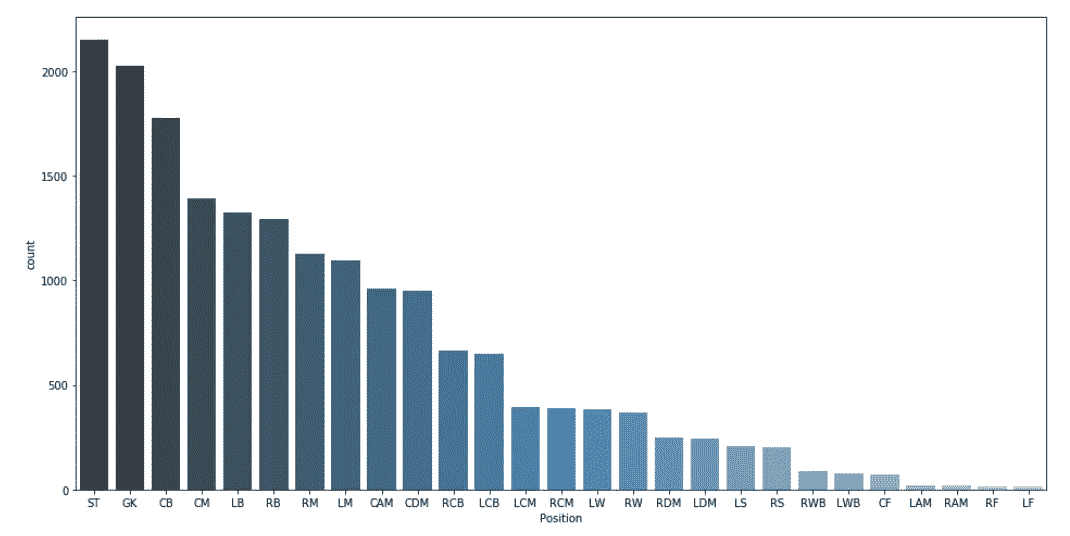 2000
1500
1000
500
0
count
ST GK CB CM LB RB RM LM CAM CDM RCB LCB LCM RCM LW RW RDM LDM LS RS RWB LWB CF LAM RAM RF LF
Position